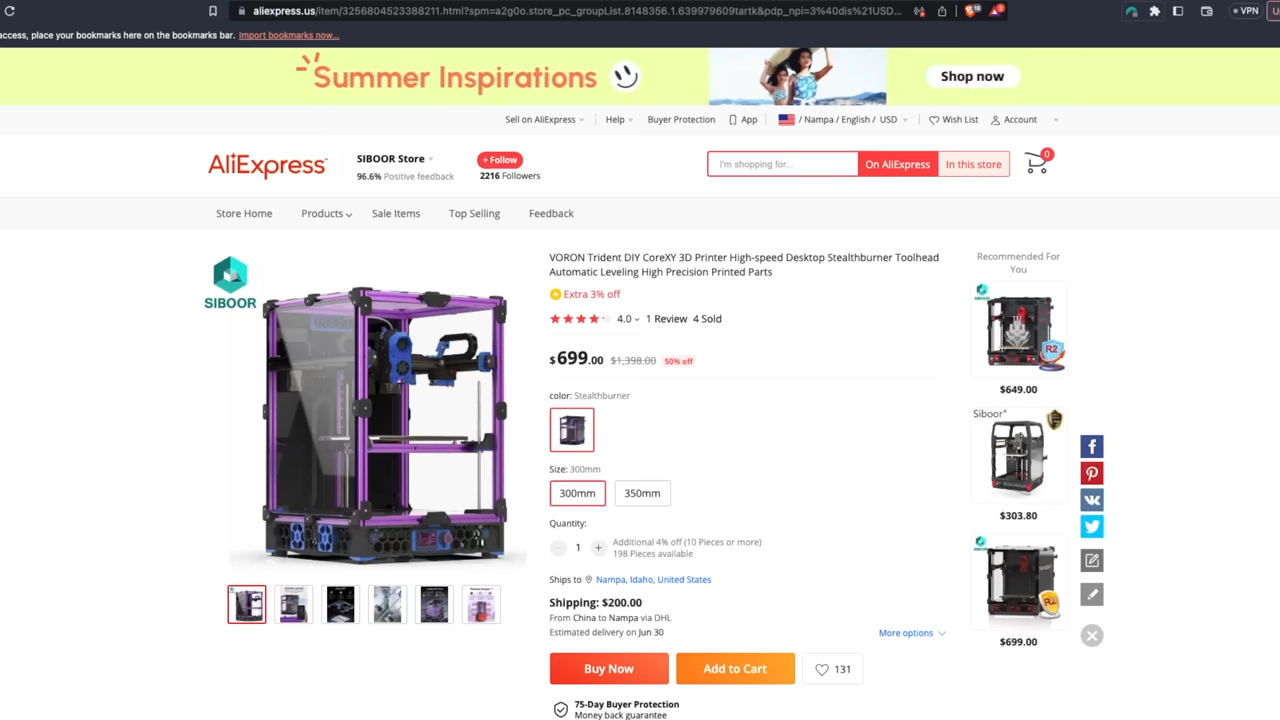 aliexpress.us/item/3256804523388211.html?spm=a2g0o.store_pc_groupList.8148356.1.639979609tartk&pdp_npi=3%40dis%21USD...
VPN
access, place your bookmarks here on the bookmarks bar. Import bookmarks now...
Summer Inspirations
Shop now
Sell on AliExpress
Help
Buyer Protection
App
/ Nampa / English / USD
Wish List
Account
AliExpress
SIBOOR Store
96.6% Positive feedback
+ Follow
2216 Followers
I'm shopping for...
On AliExpress
In this store
0
Store Home
Products
Sale Items
Top Selling
Feedback
SIBOOR
VORON Trident DIY CoreXY 3D Printer High-speed Desktop Stealthburner Toolhead
Automatic Leveling High Precision Printed Parts
Extra 3% off
4.0
1 Review
4 Sold
$699.00
$1,398.00
50% off
color: Stealthburner
Size: 300mm
300mm
350mm
Quantity:
1
Additional 4% off (10 Pieces or more)
198 Pieces available
Ships to
Nampa, Idaho, United States
Shipping: $200.00
From China to Nampa via DHL
Estimated delivery on Jun 30
More options
Buy Now
Add to Cart
131
75-Day Buyer Protection
Money back guarantee
Recommended For
You
R2
$649.00
Siboor
$303.80
R2
$699.00